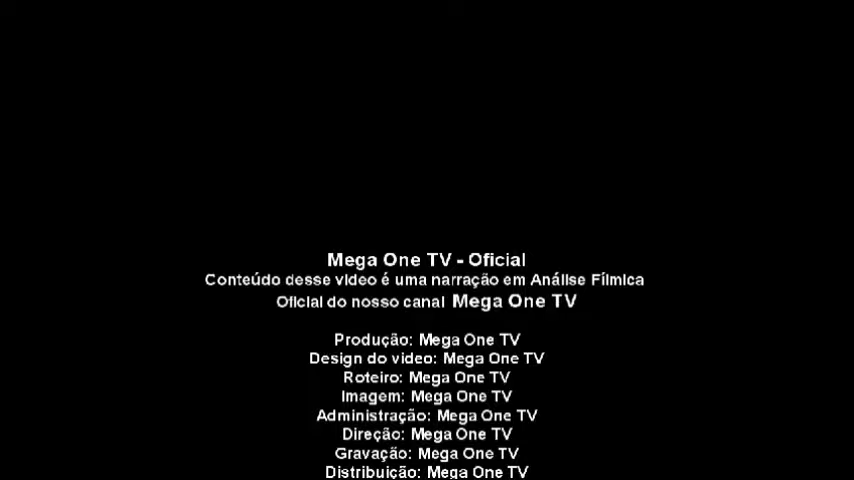 Mega One TV - Oficial
Conteúdo desse video é uma narração em Análise Fílmica
Oficial do nosso canal Mega One TV
Produção: Mega One TV
Design do video: Mega One TV
Roteiro: Mega One TV
Imagem: Mega One TV
Administração: Mega One TV
Direção: Mega One TV
Gravação: Mega One TV
Distribuição: Mega One TV